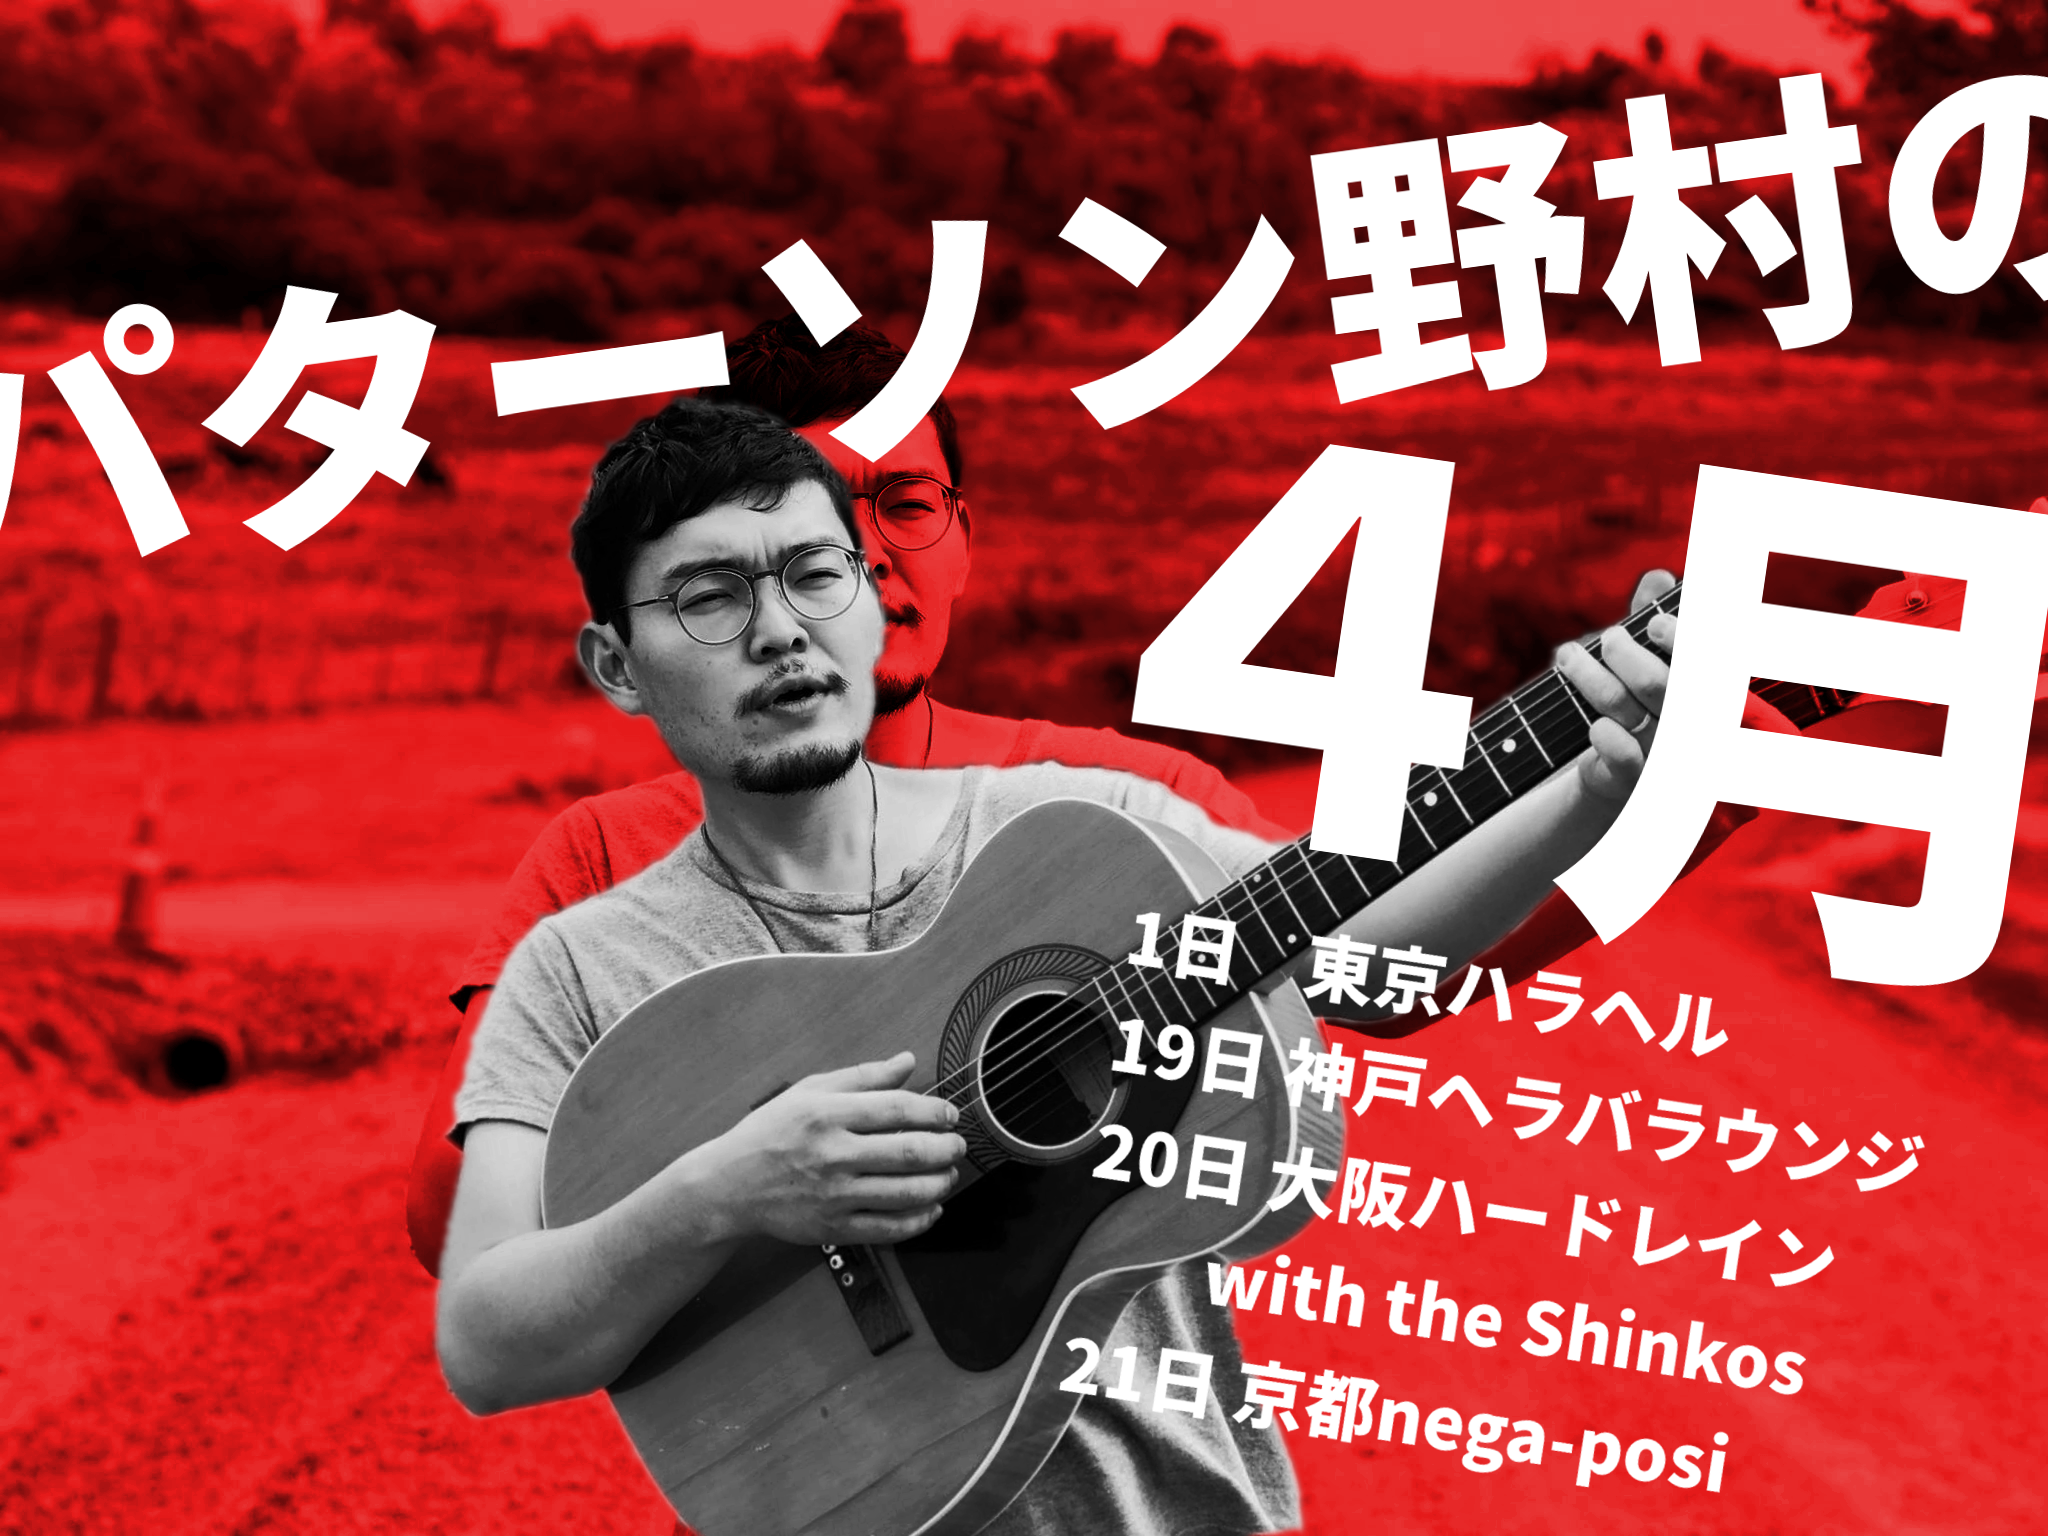 パターソン野村の
4月
1日 東京ハラヘル
19日 神戸ヘラバラウンジ
20日 大阪ハードレイン
with the Shinkos
21日 京都nega-posi